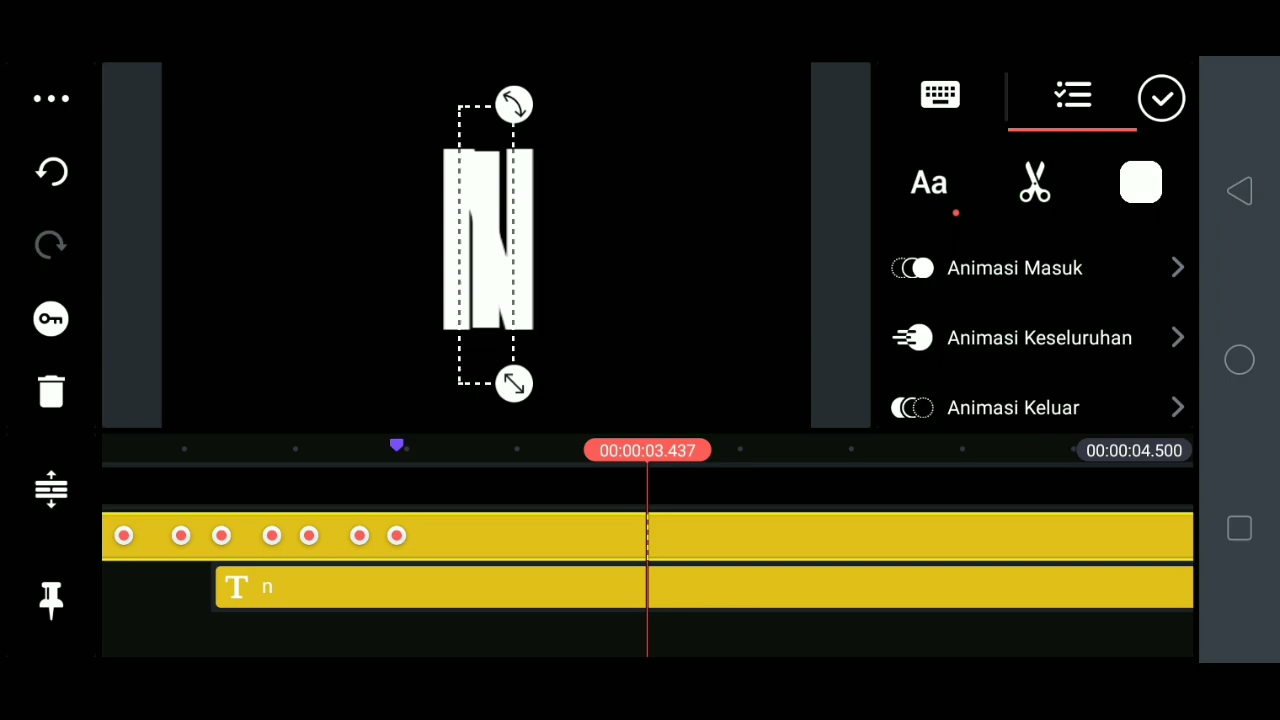 N
Aa
Animasi Masuk
Animasi Keseluruhan
Animasi Keluar
00:00:03.437
00:00:04.500
T n